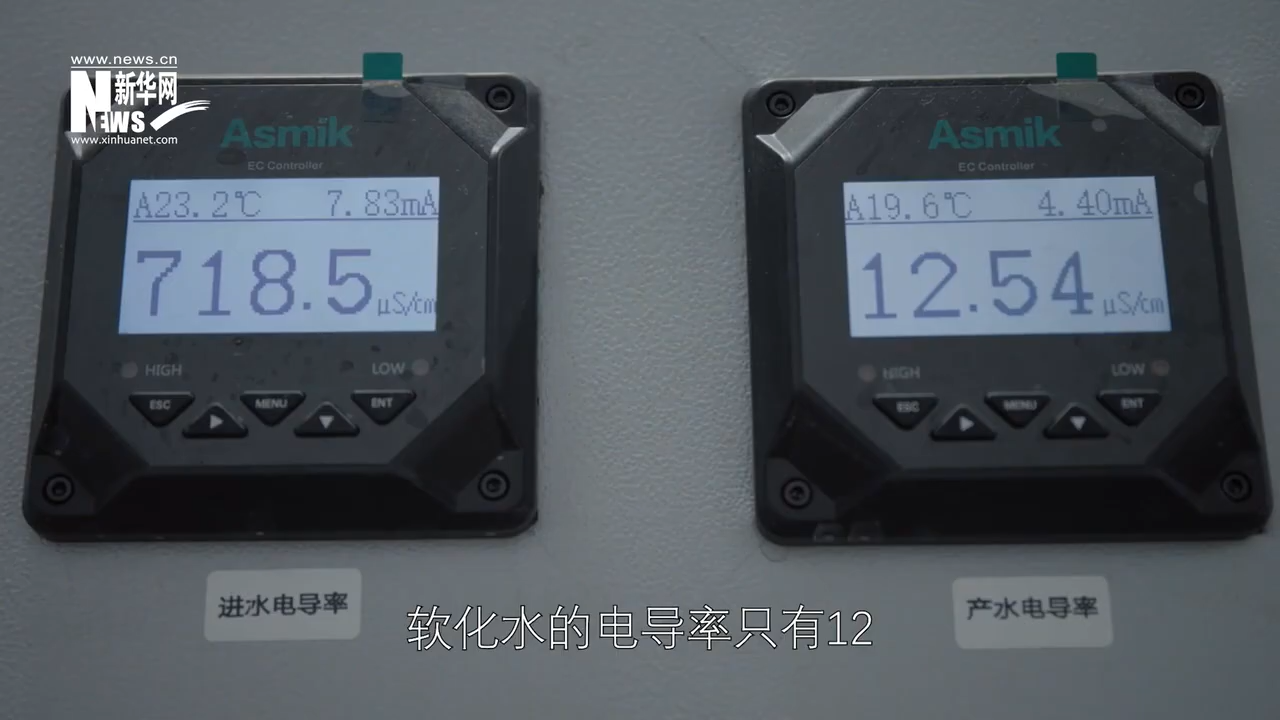 www.news.cn
新华网
NEWS
www.xinhuanet.com
Asmik
EC Controller
A23.2℃ 7.83mA
718.5 μS/cm
HIGH LOW
ESC MENU ENT
进水电导率
Asmik
EC Controller
A19.6℃ 4.40mA
12.54 μS/cm
HIGH LOW
ESC MENU ENT
产水电导率
软化水的电导率只有12